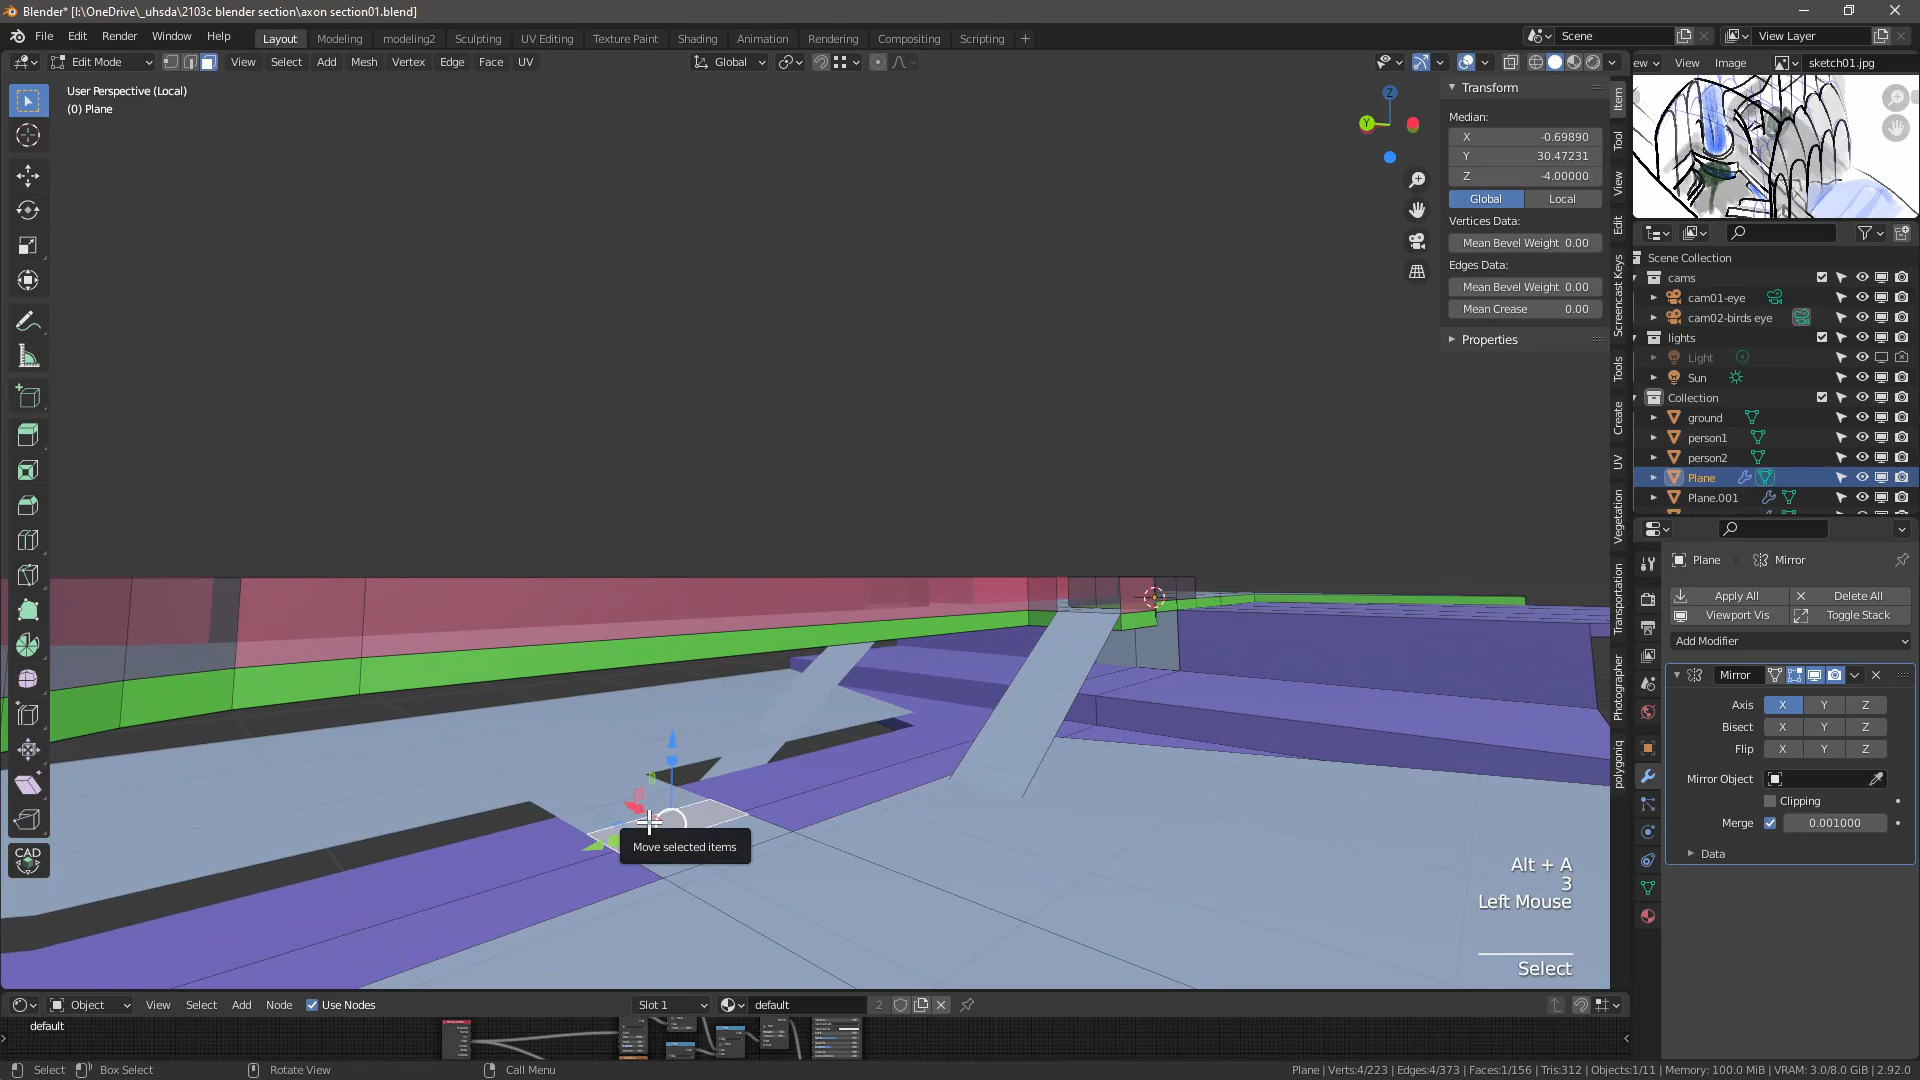 Blender* [I:\OneDrive\_uhsda\2103c blender section\axon section01.blend]
File Edit Render Window Help Layout Modeling modeling2 Sculpting UV Editing Texture Paint Shading Animation Rendering Compositing Scripting + Scene View Layer
Edit Mode View Select Add Mesh Vertex Edge Face UV Global ew View Image sketch01.jpg
User Perspective (Local)
(0) Plane
Z
Y
Transform
Median:
X -0.69890
Y 30.47231
Z -4.00000
Global Local
Vertices Data:
Mean Bevel Weight 0.00
Edges Data:
Mean Bevel Weight 0.00
Mean Crease 0.00
Properties
Item
Tool
View
Edit
Screencast Keys
Tools
Create
UV
Vegetation
Transportation
Photographer
polygoniq
Scene Collection
cams
cam01-eye
cam02-birds eye
lights
Light
Sun
Collection
ground
person1
person2
Plane
Plane.001
Plane Mirror
Apply All Delete All
Viewport Vis Toggle Stack
Add Modifier
Mirror
Axis X Y Z
Bisect X Y Z
Flip X Y Z
Mirror Object
Clipping
Merge 0.001000
Data
CAD
Move selected items
Alt + A
3
Left Mouse
Select
Object View Select Add Node Use Nodes Slot 1 default 2
default
Select Box Select Rotate View Call Menu Plane | Verts:4/223 | Edges:4/373 | Faces:1/156 | Tris:312 | Objects:1/11 | Memory: 100.0 MiB | VRAM: 3.0/8.0 GiB | 2.92.0